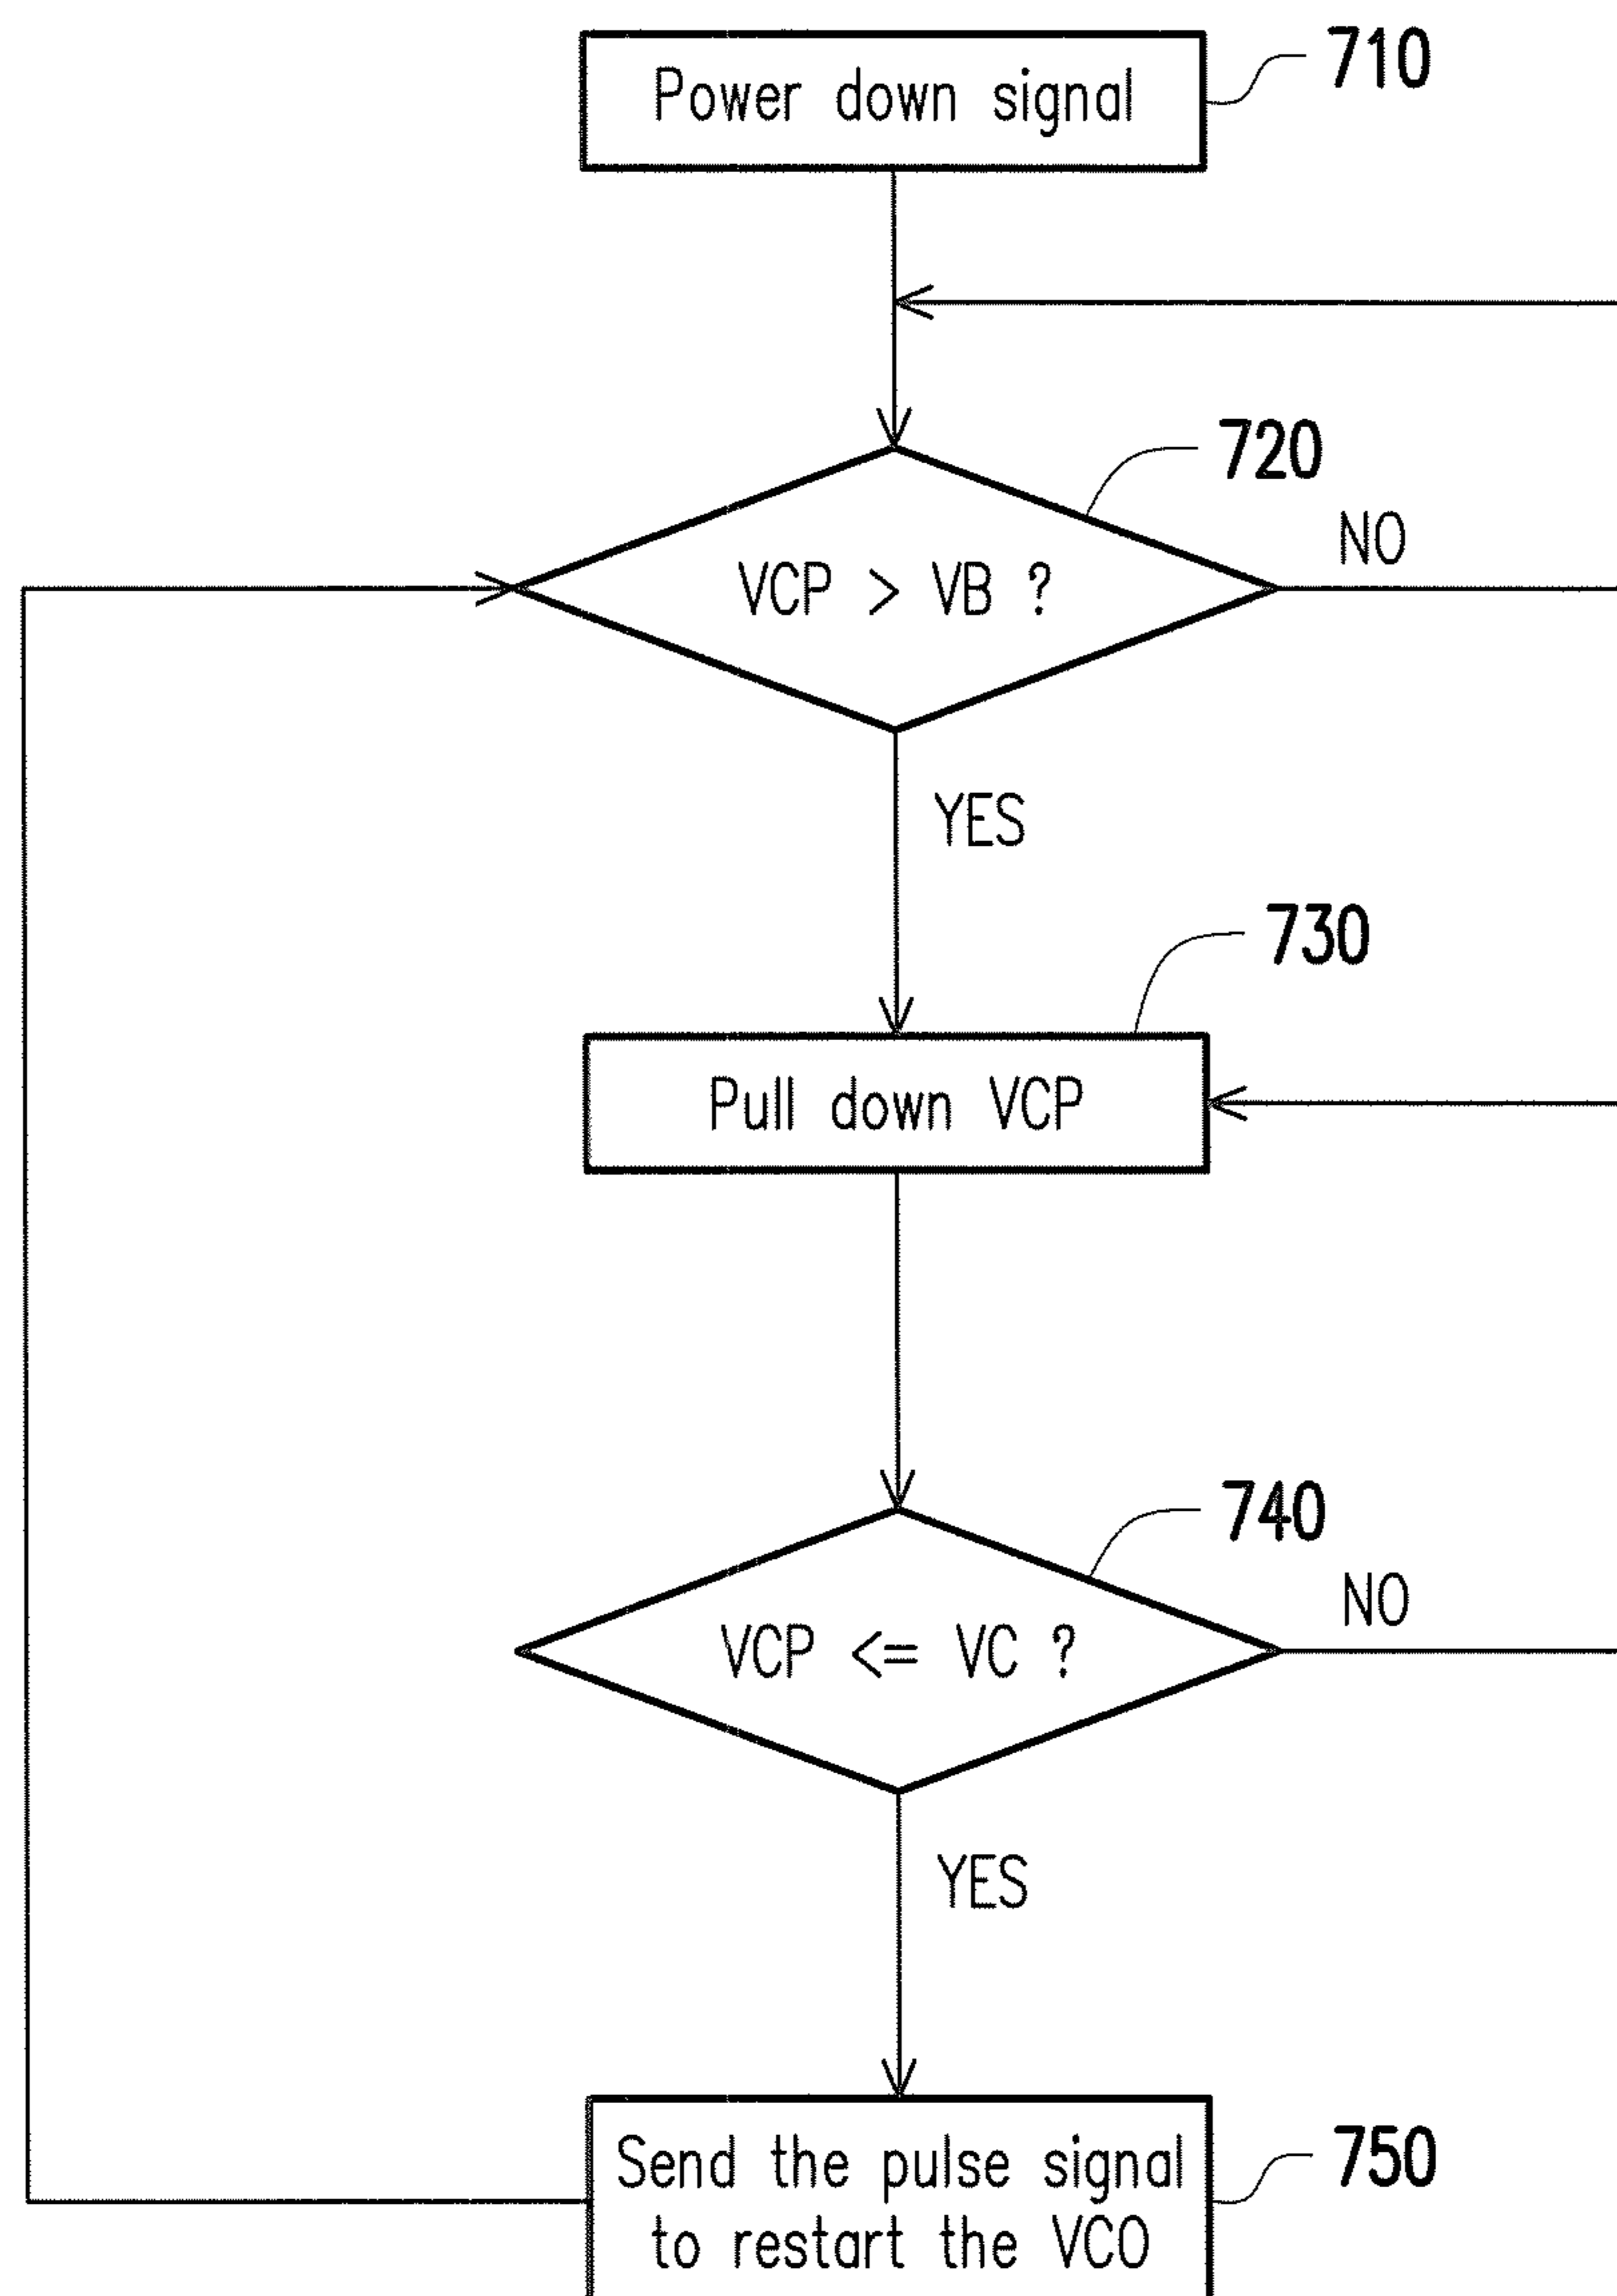 Power down signal
710
720
VCP > VB ?
NO
YES
730
Pull down VCP
740
VCP <= VC ?
NO
YES
Send the pulse signal
to restart the VCO
750